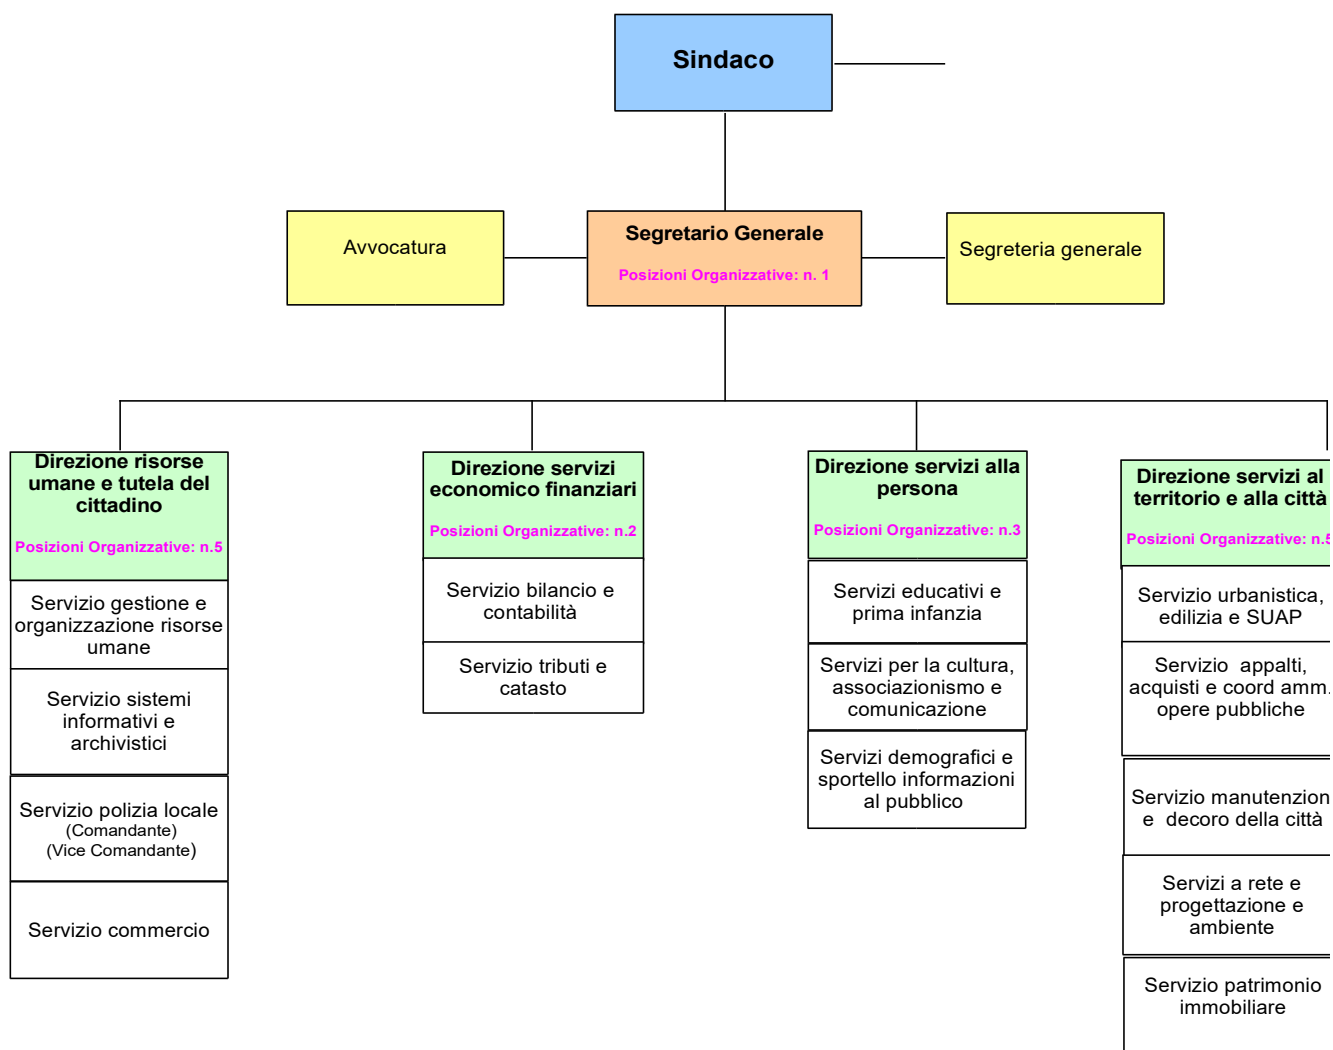 Sindaco
Avvocatura
Segretario Generale
Posizioni Organizzative: n. 1
Segreteria generale
Direzione risorse
umane e tutela del
cittadino
Posizioni Organizzative: n.5
Servizio gestione e
organizzazione risorse
umane
Servizio sistemi
informativi e
archivistici
Servizio polizia locale
(Comandante)
(Vice Comandante)
Servizio commercio
Direzione servizi
economico finanziari
Posizioni Organizzative: n.2
Servizio bilancio e
contabilità
Servizio tributi e
catasto
Direzione servizi alla
persona
Posizioni Organizzative: n.3
Servizi educativi e
prima infanzia
Servizi per la cultura,
associazionismo e
comunicazione
Servizi demografici e
sportello informazioni
al pubblico
Direzione servizi al
territorio e alla città
Posizioni Organizzative: n.5
Servizio urbanistica,
edilizia e SUAP
Servizio appalti,
acquisti e coord amm.
opere pubbliche
Servizio manutenzion
e decoro della città
Servizi a rete e
progettazione e
ambiente
Servizio patrimonio
immobiliare